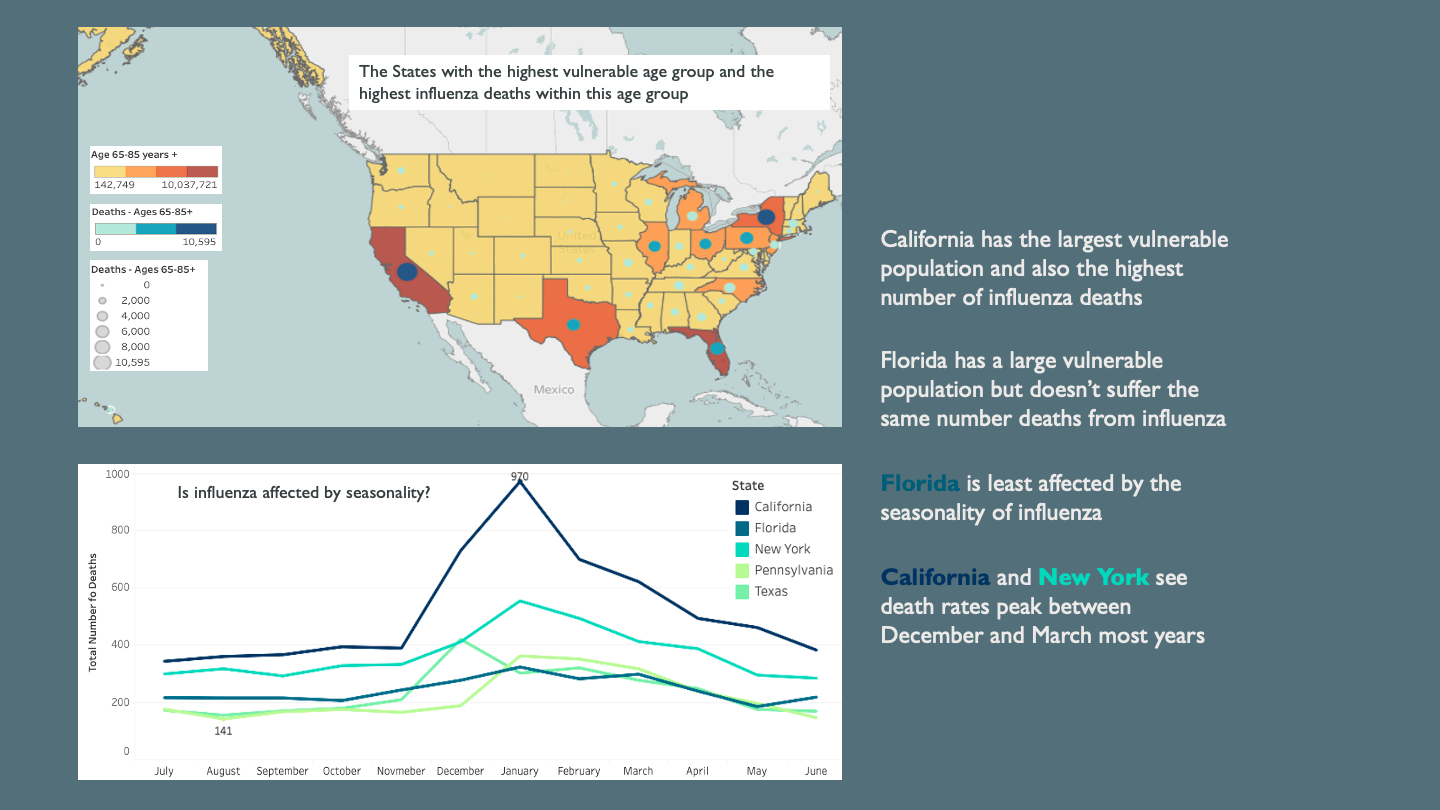 The States with the highest vulnerable age group and the
highest influenza deaths within this age group
Age 65-85 years +
142,749 10,037,721
Deaths - Ages 65-85+
0 10,595
Deaths - Ages 65-85+
0
2,000
4,000
6,000
8,000
10,595
United
States
Mexico
California has the largest vulnerable
population and also the highest
number of influenza deaths
Florida has a large vulnerable
population but doesn’t suffer the
same number deaths from influenza
Florida is least affected by the
seasonality of influenza
California and New York see
death rates peak between
December and March most years
Is influenza affected by seasonality?
Total Number fo Deaths
1000
800
600
400
200
0
970
141
State
California
Florida
New York
Pennsylvania
Texas
July August September October Novmeber December January February March April May June